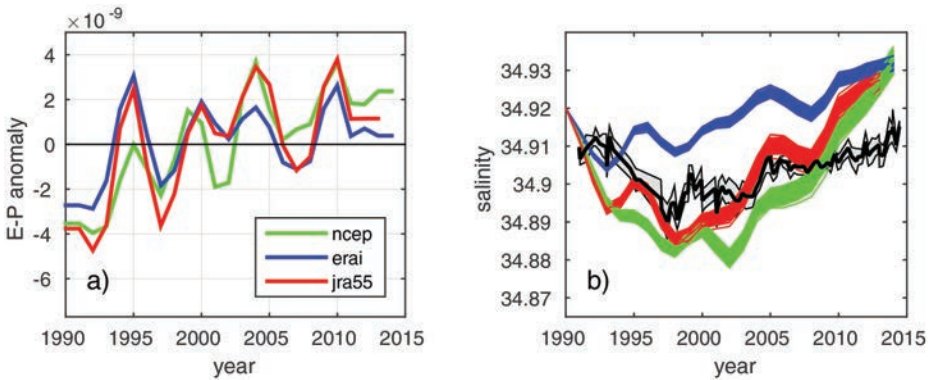 × 10⁻⁹
4
2
0
-2
-4
-6
E-P anomaly
ncep
erai
jra55
a)
1990 1995 2000 2005 2010 2015
year
34.93
34.92
34.91
34.9
34.89
34.88
34.87
salinity
b)
1990 1995 2000 2005 2010 2015
year